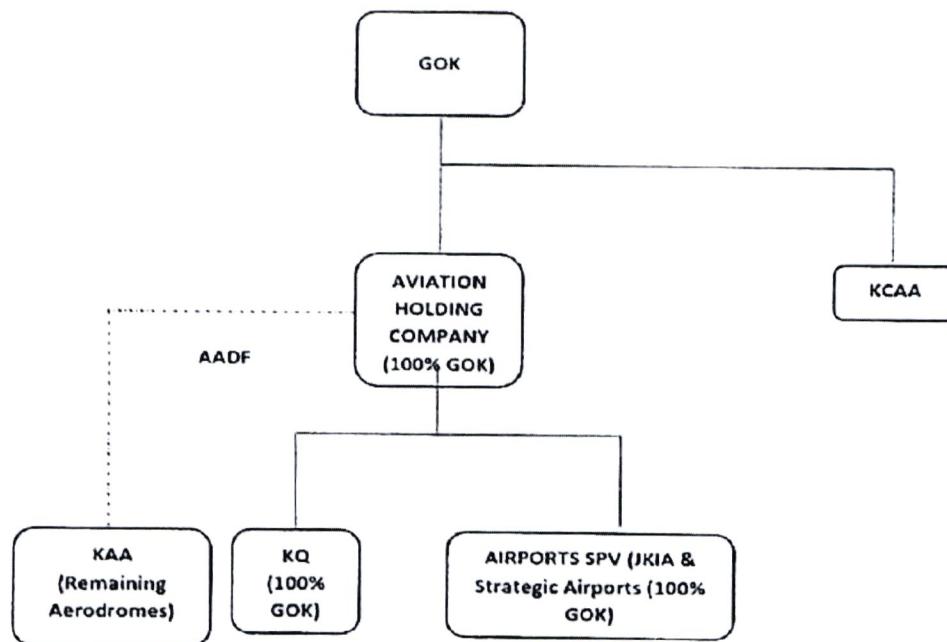 GOK
AVIATION
HOLDING
COMPANY
(100% GOK)
KCAA
AADF
KAA
(Remaining
Aerodromes)
KQ
(100%
GOK)
AIRPORTS SPV (JKIA &
Strategic Airports (100%
GOK)